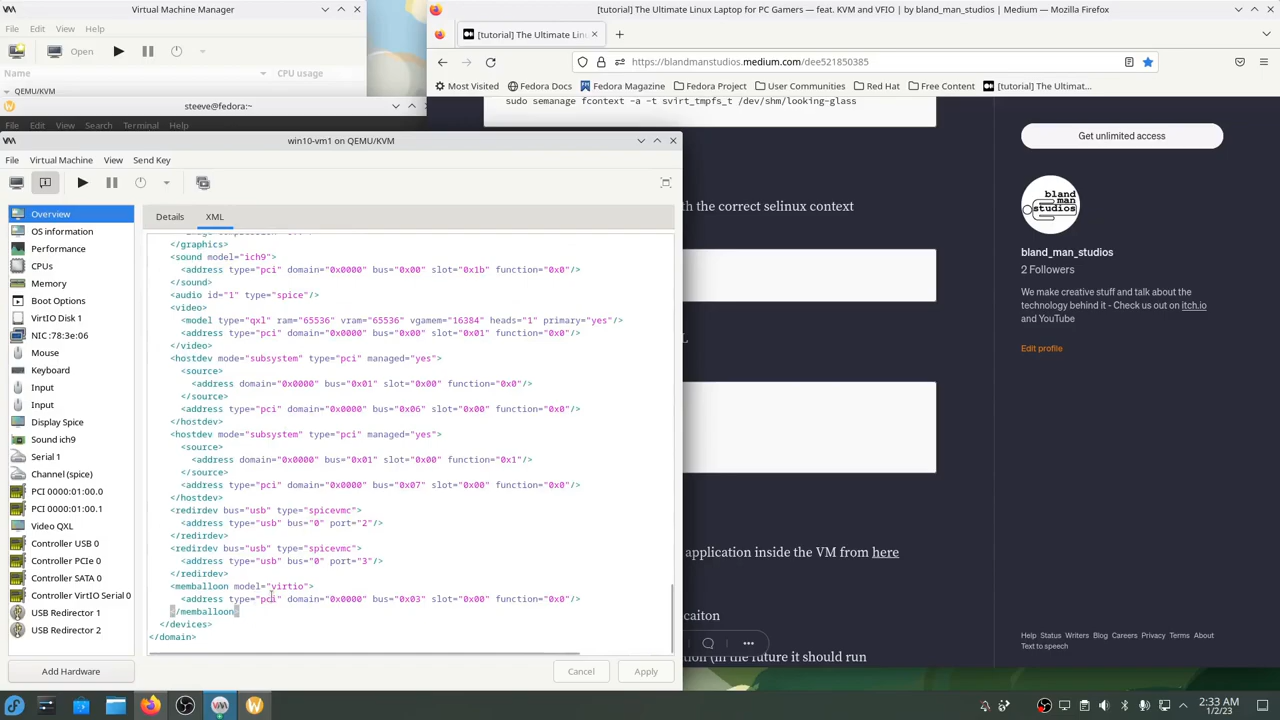 Virtual Machine Manager
File Edit View Help
Open
Name CPU usage
QEMU/KVM
steeve@fedora:~
File Edit View Search Terminal Help
[tutorial] The Ultimate Linux Laptop for PC Gamers — feat. KVM and VFIO | by bland_man_studios | Medium — Mozilla Firefox
[tutorial] The Ultimate Lin
https://blandmanstudios.medium.com/dee521850385
Most Visited Fedora Docs Fedora Magazine Fedora Project User Communities Red Hat Free Content [tutorial] The Ultimat...
sudo semanage fcontext -a -t svirt_tmpfs_t /dev/shm/looking-glass
th the correct selinux context
application inside the VM from here
caiton
tion (in the future it should run
Get unlimited access
bland
man
studios
bland_man_studios
2 Followers
We make creative stuff and talk about the
technology behind it - Check us out on itch.io
and YouTube
Edit profile
Help Status Writers Blog Careers Privacy Terms About
Text to speech
win10-vm1 on QEMU/KVM
File Virtual Machine View Send Key
Overview
OS information
Performance
CPUs
Memory
Boot Options
VirtIO Disk 1
NIC :78:3e:06
Mouse
Keyboard
Input
Input
Display Spice
Sound ich9
Serial 1
Channel (spice)
PCI 0000:01:00.0
PCI 0000:01:00.1
Video QXL
Controller USB 0
Controller PCIe 0
Controller SATA 0
Controller VirtIO Serial 0
USB Redirector 1
USB Redirector 2
Add Hardware
Details XML
</graphics>
<sound model="ich9">
<address type="pci" domain="0x0000" bus="0x00" slot="0x1b" function="0x0"/>
</sound>
<audio id="1" type="spice"/>
<video>
<model type="qxl" ram="65536" vram="65536" vgamem="16384" heads="1" primary="yes"/>
<address type="pci" domain="0x0000" bus="0x00" slot="0x01" function="0x0"/>
</video>
<hostdev mode="subsystem" type="pci" managed="yes">
<source>
<address domain="0x0000" bus="0x01" slot="0x00" function="0x0"/>
</source>
<address type="pci" domain="0x0000" bus="0x06" slot="0x00" function="0x0"/>
</hostdev>
<hostdev mode="subsystem" type="pci" managed="yes">
<source>
<address domain="0x0000" bus="0x01" slot="0x00" function="0x1"/>
</source>
<address type="pci" domain="0x0000" bus="0x07" slot="0x00" function="0x0"/>
</hostdev>
<redirdev bus="usb" type="spicevmc">
<address type="usb" bus="0" port="2"/>
</redirdev>
<redirdev bus="usb" type="spicevmc">
<address type="usb" bus="0" port="3"/>
</redirdev>
<memballoon model="virtio">
<address type="pci" domain="0x0000" bus="0x03" slot="0x00" function="0x0"/>
</memballoon>
</devices>
</domain>
Cancel Apply
2:33 AM
1/2/23